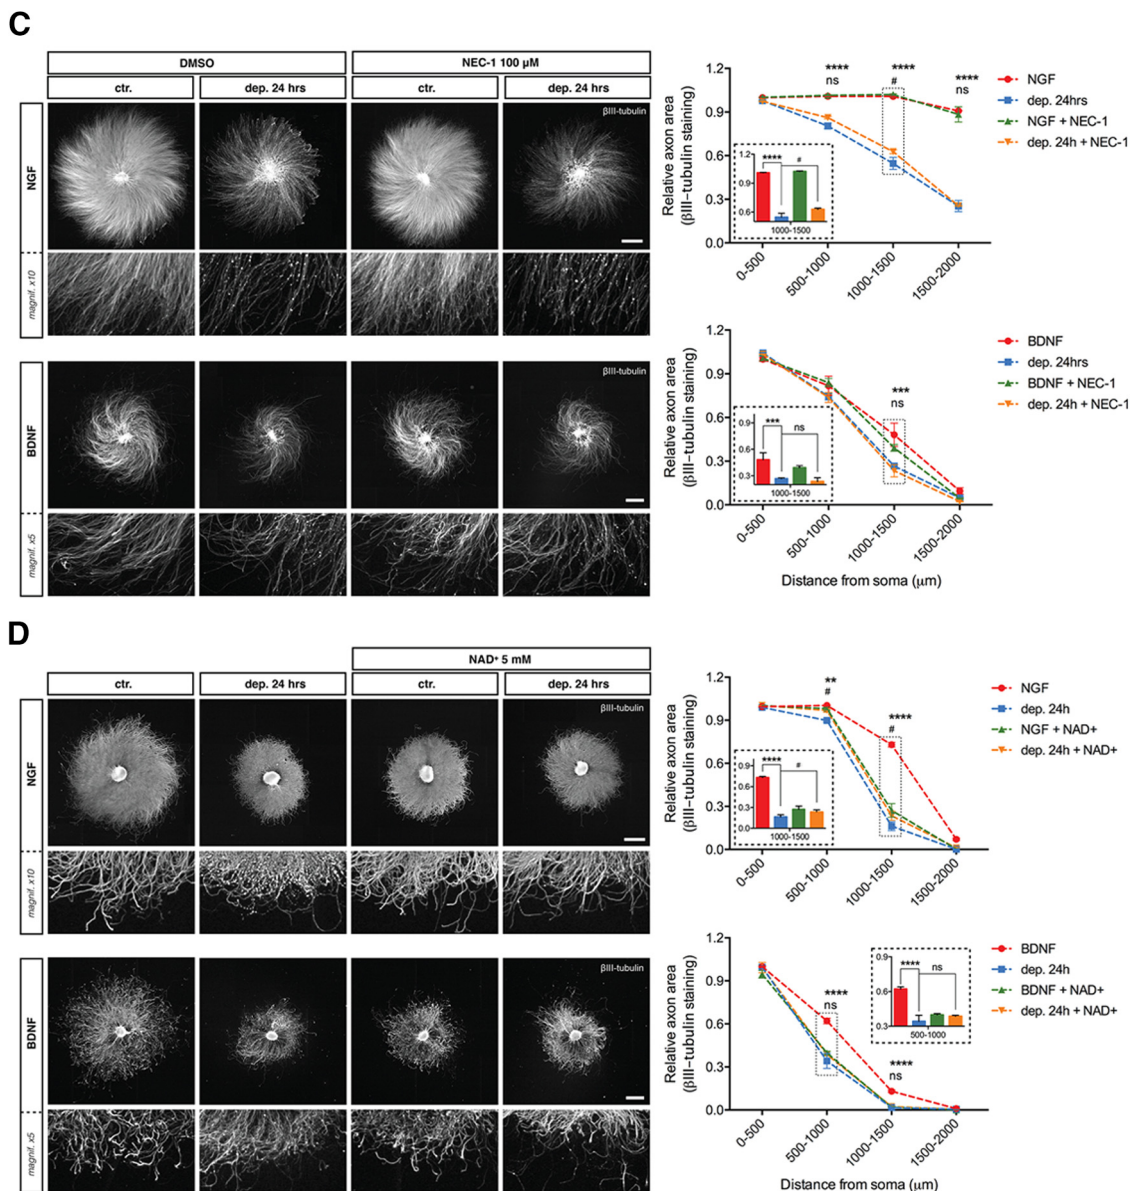 C
DMSO
NEC-1 100 µM
ctr.
dep. 24 hrs
ctr.
dep. 24 hrs
NGF
βIII-tubulin
magnif. x10
BDNF
βIII-tubulin
magnif. x5
Relative axon area
(βIII−tubulin staining)
1.2
0.9
0.6
0.3
0.0
****
ns
****
#
****
ns
NGF
dep. 24hrs
NGF + NEC-1
dep. 24h + NEC-1
1.2
0.9
0.6
****
#
1000-1500
0-500
500-1000
1000-1500
1500-2000
Relative axon area
(βIII−tubulin staining)
1.2
0.9
0.6
0.3
0.0
***
ns
BDNF
dep. 24hrs
BDNF + NEC-1
dep. 24h + NEC-1
0.9
0.6
0.3
***
ns
1000-1500
0-500
500-1000
1000-1500
1500-2000
Distance from soma (µm)
D
NAD⁺ 5 mM
ctr.
dep. 24 hrs
ctr.
dep. 24 hrs
NGF
βIII-tubulin
magnif. x10
BDNF
βIII-tubulin
magnif. x5
Relative axon area
(βIII−tubulin staining)
1.2
0.9
0.6
0.3
0.0
**
#
****
#
NGF
dep. 24h
NGF + NAD+
dep. 24h + NAD+
0.9
0.6
0.3
0.0
****
#
1000-1500
0-500
500-1000
1000-1500
1500-2000
Relative axon area
(βIII−tubulin staining)
1.2
0.9
0.6
0.3
0.0
****
ns
****
ns
BDNF
dep. 24h
BDNF + NAD+
dep. 24h + NAD+
0.9
0.6
0.3
****
ns
500-1000
0-500
500-1000
1000-1500
1500-2000
Distance from soma (µm)